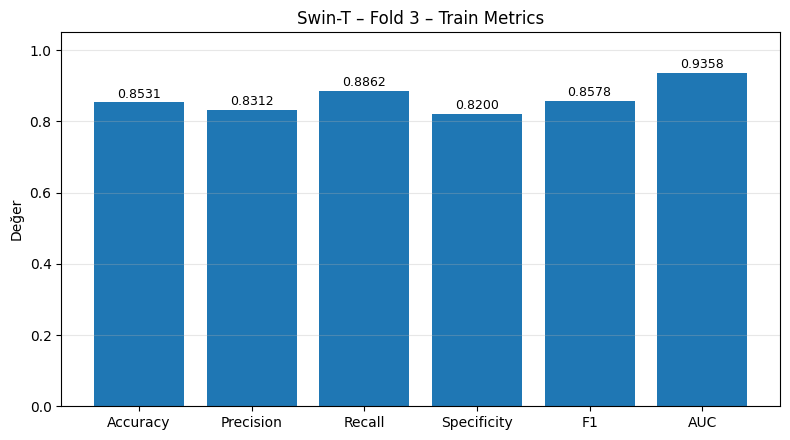 Swin-T – Fold 3 – Train Metrics
Değer
1.0
0.8
0.6
0.4
0.2
0.0
0.8531
0.8312
0.8862
0.8200
0.8578
0.9358
Accuracy
Precision
Recall
Specificity
F1
AUC